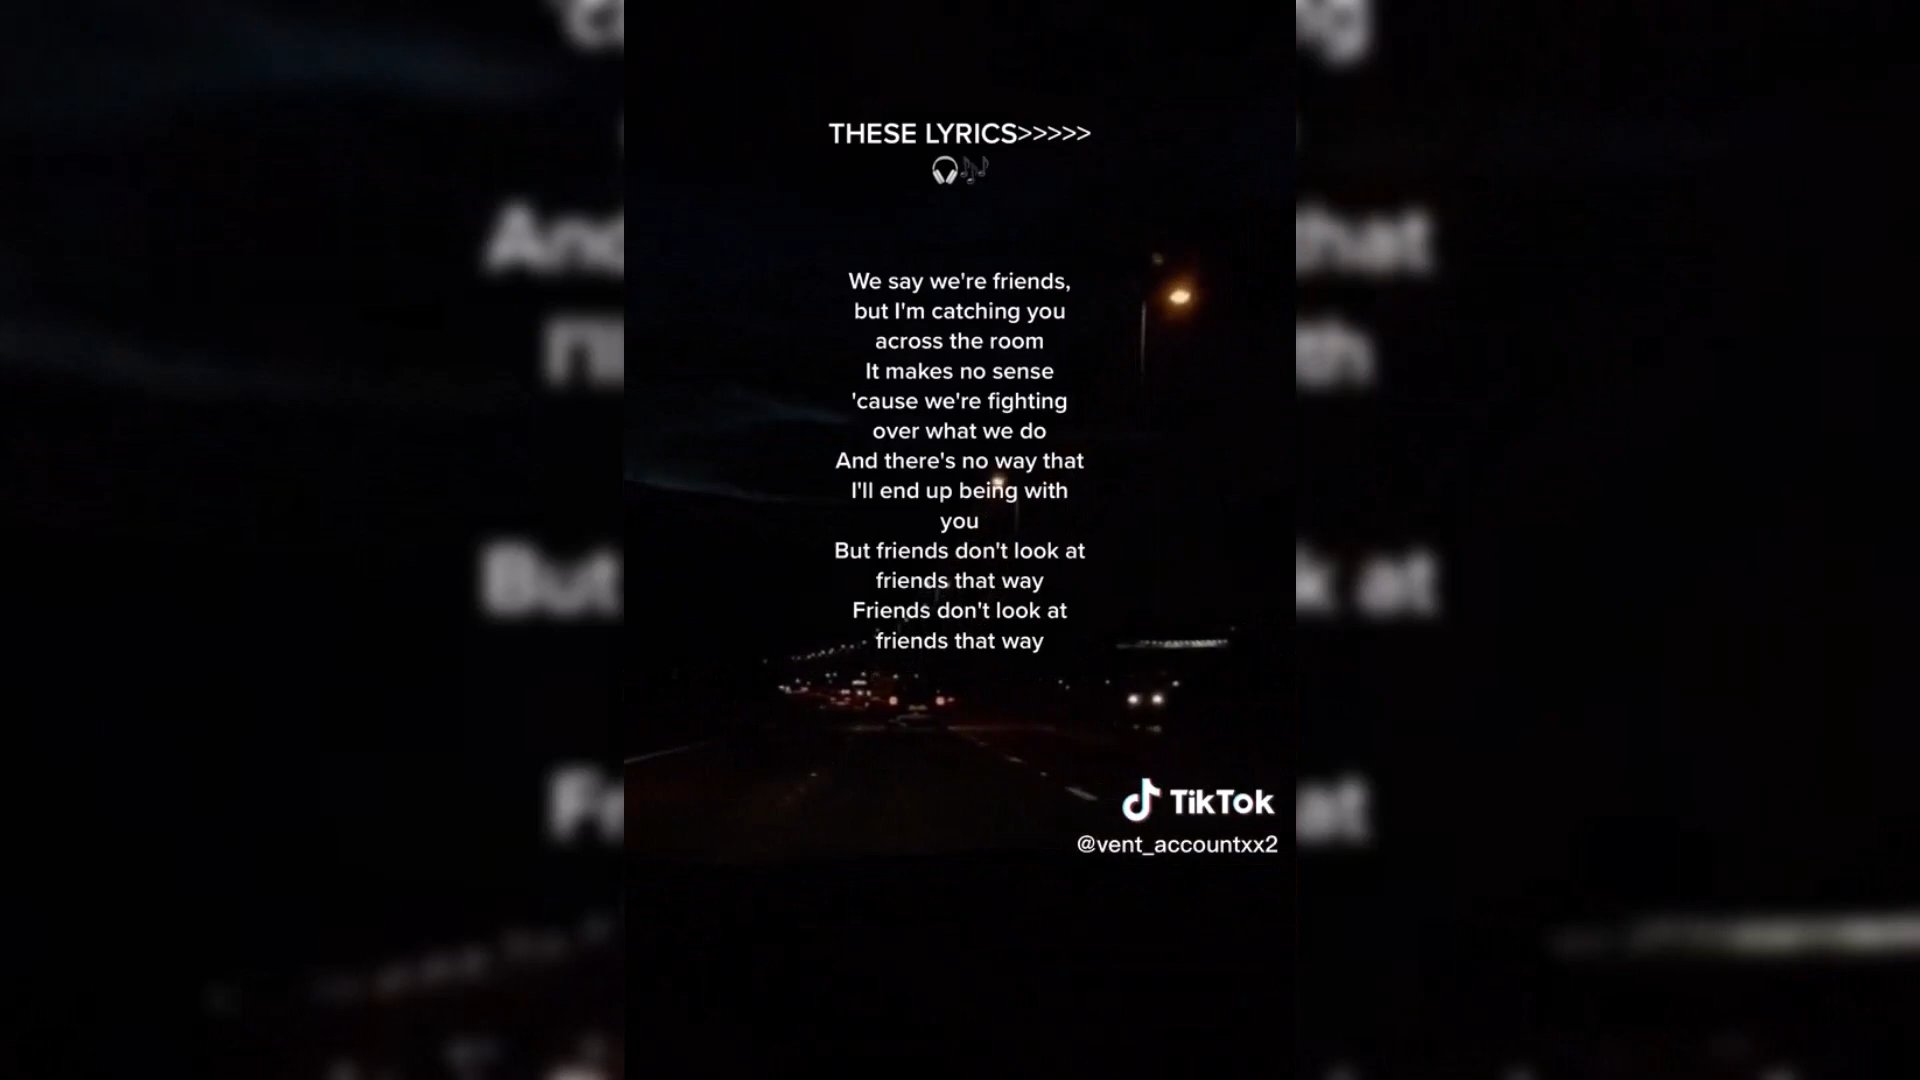 THESE LYRICS>>>>>
🎧🎶
We say we're friends,
but I'm catching you
across the room
It makes no sense
'cause we're fighting
over what we do
And there's no way that
I'll end up being with
you
But friends don't look at
friends that way
Friends don't look at
friends that way
TikTok
@vent_accountxx2